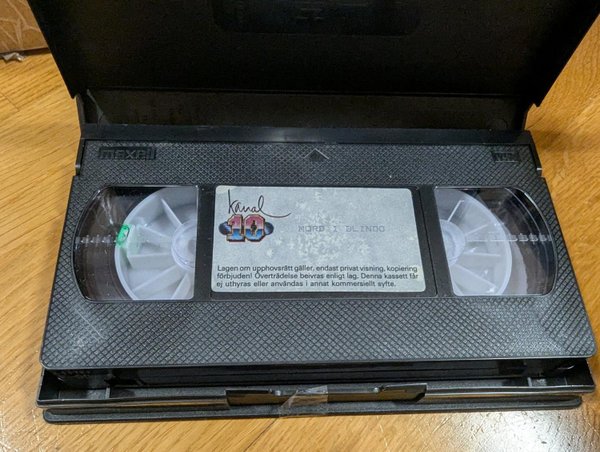 maxell
VHS
Kanal
10
MORD I BLINDO
Lagen om upphovsrätt gäller, endast privat visning, kopiering
förbjuden! Överträdelse beivras enligt lag. Denna kassett får
ej uthyras eller användas i annat kommersiellt syfte.